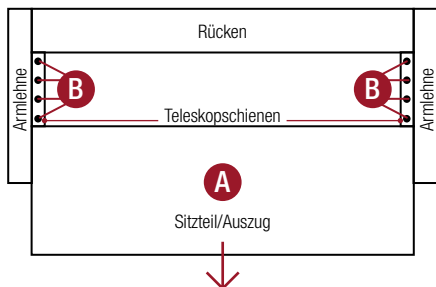 Rücken
Armlehne
B
B
Armlehne
Teleskopschienen
A
Sitzteil/Auszug